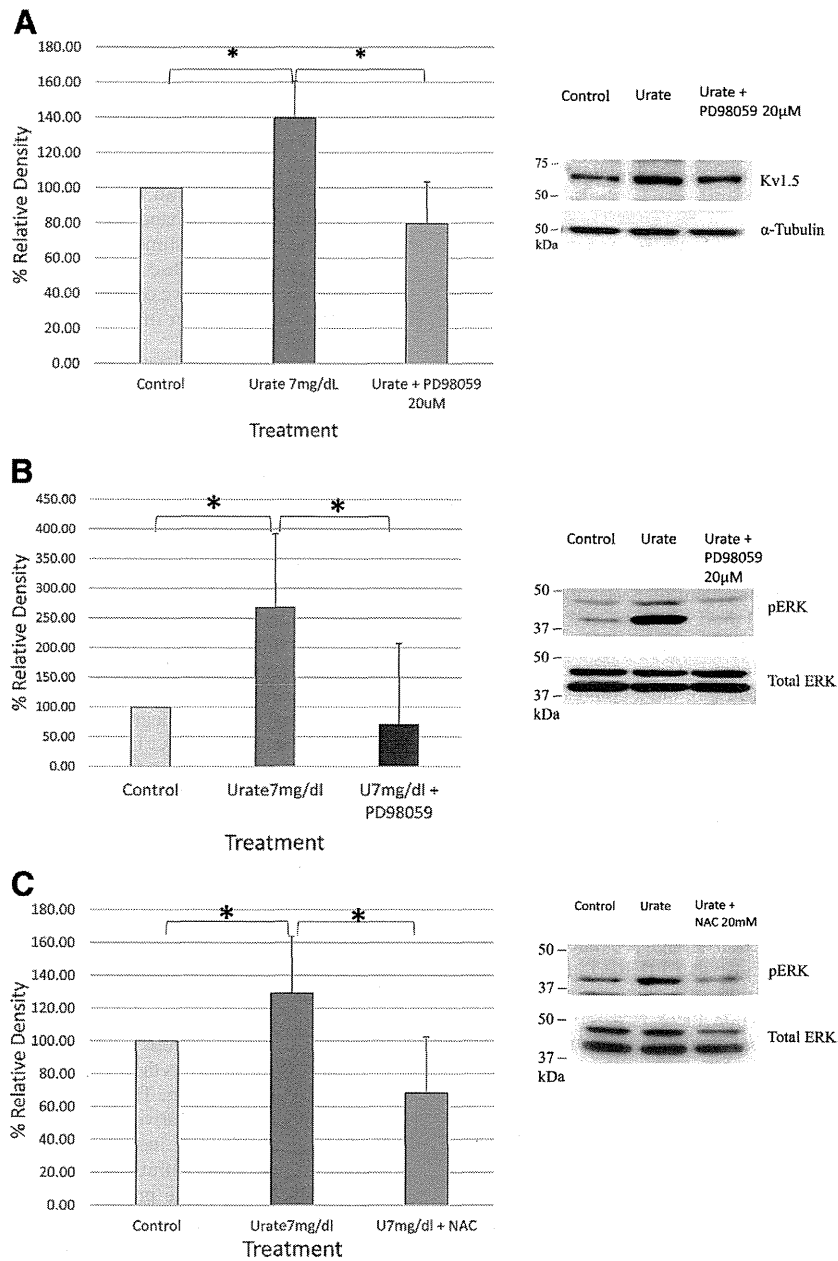 A
180.00
160.00
140.00
120.00
100.00
80.00
60.00
40.00
20.00
0.00
% Relative Density
* *
Control Urate 7mg/dL Urate + PD98059
20uM
Treatment
Control Urate Urate +
PD98059 20μM
75
Kv1.5
50
50
α-Tubulin
kDa
B
450.00
400.00
350.00
300.00
250.00
200.00
150.00
100.00
50.00
0.00
% Relative Density
* *
Control Urate7mg/dl U7mg/dl +
PD98059
Treatment
Control Urate Urate +
PD98059
20μM
50
pERK
37
50
Total ERK
37
kDa
C
180.00
160.00
140.00
120.00
100.00
80.00
60.00
40.00
20.00
0.00
% Relative Density
* *
Control Urate7mg/dl U7mg/dl + NAC
Treatment
Control Urate Urate +
NAC 20mM
50
pERK
37
50
Total ERK
37
kDa